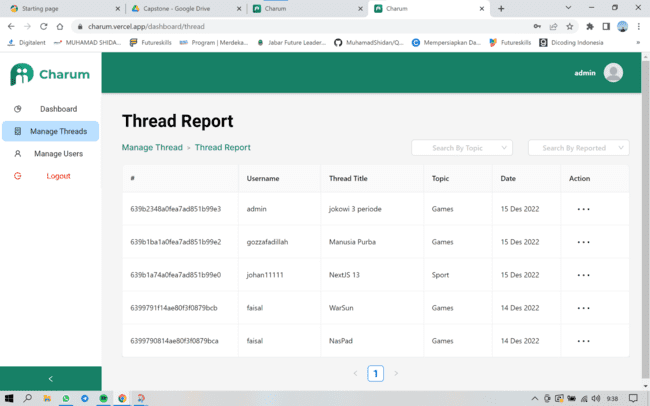 Starting page
Capstone - Google Drive
Charum
Charum
charum.vercel.app/dashboard/thread
Digitalent
MUHAMAD SHIDA...
Futureskills
Program | Merdeka...
Jabar Future Leader...
MuhamadShidan/Q...
Mempersiapkan Da...
Futureskills
Dicoding Indonesia
»
Charum
admin
Dashboard
Manage Threads
Manage Users
Logout
Thread Report
Manage Thread » Thread Report
Search By Topic
Search By Reported
# Username Thread Title Topic Date Action
639b2348a0fea7ad851b99e3 admin jokowi 3 periode Games 15 Des 2022 •••
639b1ba1a0fea7ad851b99e2 gozzafadillah Manusia Purba Games 15 Des 2022 •••
639b1a74a0fea7ad851b99e0 johan11111 NextJS 13 Sport 15 Des 2022 •••
6399791f14ae80f3f0879bcb faisal WarSun Games 14 Des 2022 •••
6399790814ae80f3f0879bca faisal NasPad Games 14 Des 2022 •••
< 1 >
9:38